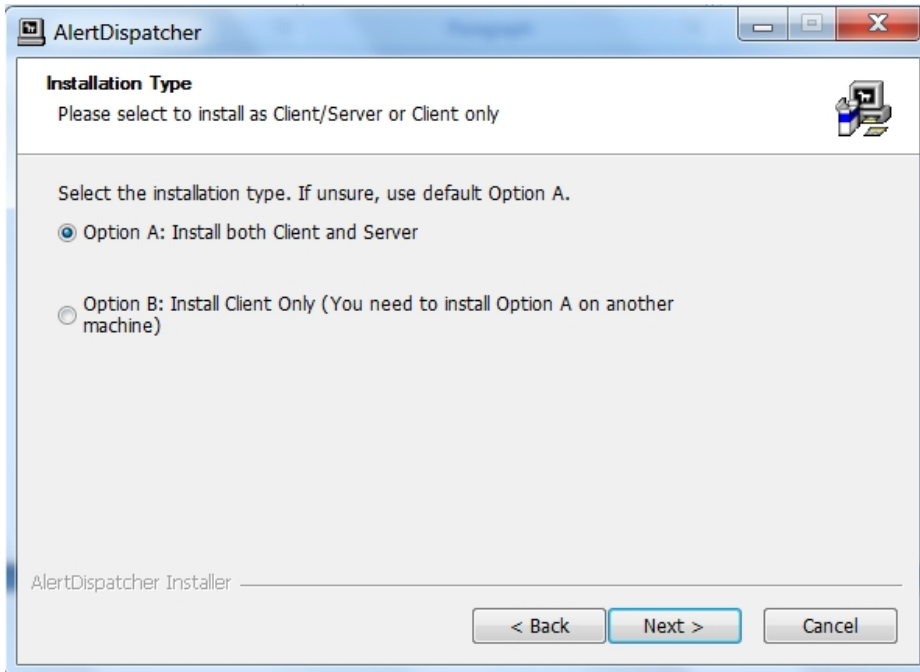 AlertDispatcher
Installation Type
Please select to install as Client/Server or Client only
Select the installation type. If unsure, use default Option A.
Option A: Install both Client and Server
Option B: Install Client Only (You need to install Option A on another
machine)
AlertDispatcher Installer
< Back Next > Cancel